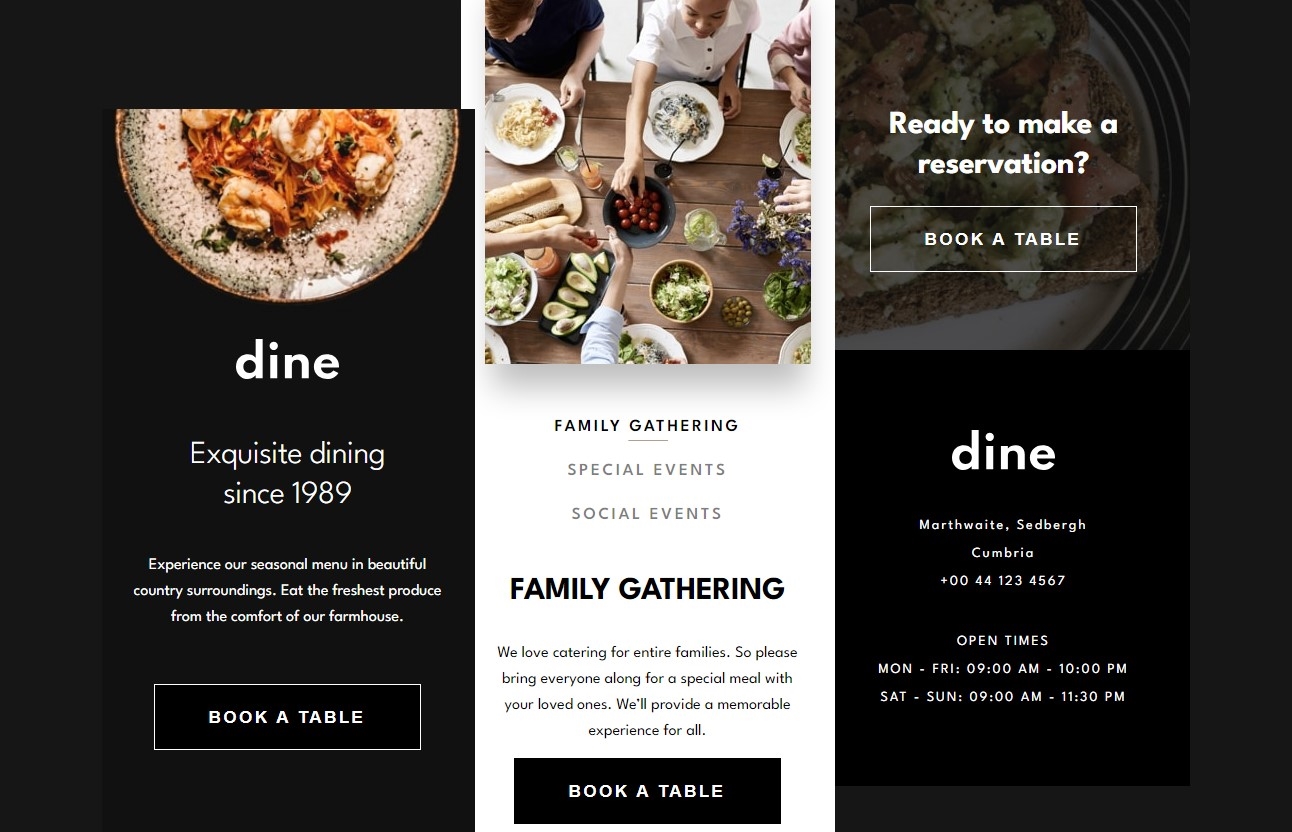 dine
Exquisite dining
since 1989
Experience our seasonal menu in beautiful
country surroundings. Eat the freshest produce
from the comfort of our farmhouse.
BOOK A TABLE
FAMILY GATHERING
SPECIAL EVENTS
SOCIAL EVENTS
FAMILY GATHERING
We love catering for entire families. So please
bring everyone along for a special meal with
your loved ones. We'll provide a memorable
experience for all.
BOOK A TABLE
Ready to make a
reservation?
BOOK A TABLE
dine
Marthwaite, Sedbergh
Cumbria
+00 44 123 4567
OPEN TIMES
MON - FRI: 09:00 AM - 10:00 PM
SAT - SUN: 09:00 AM - 11:30 PM